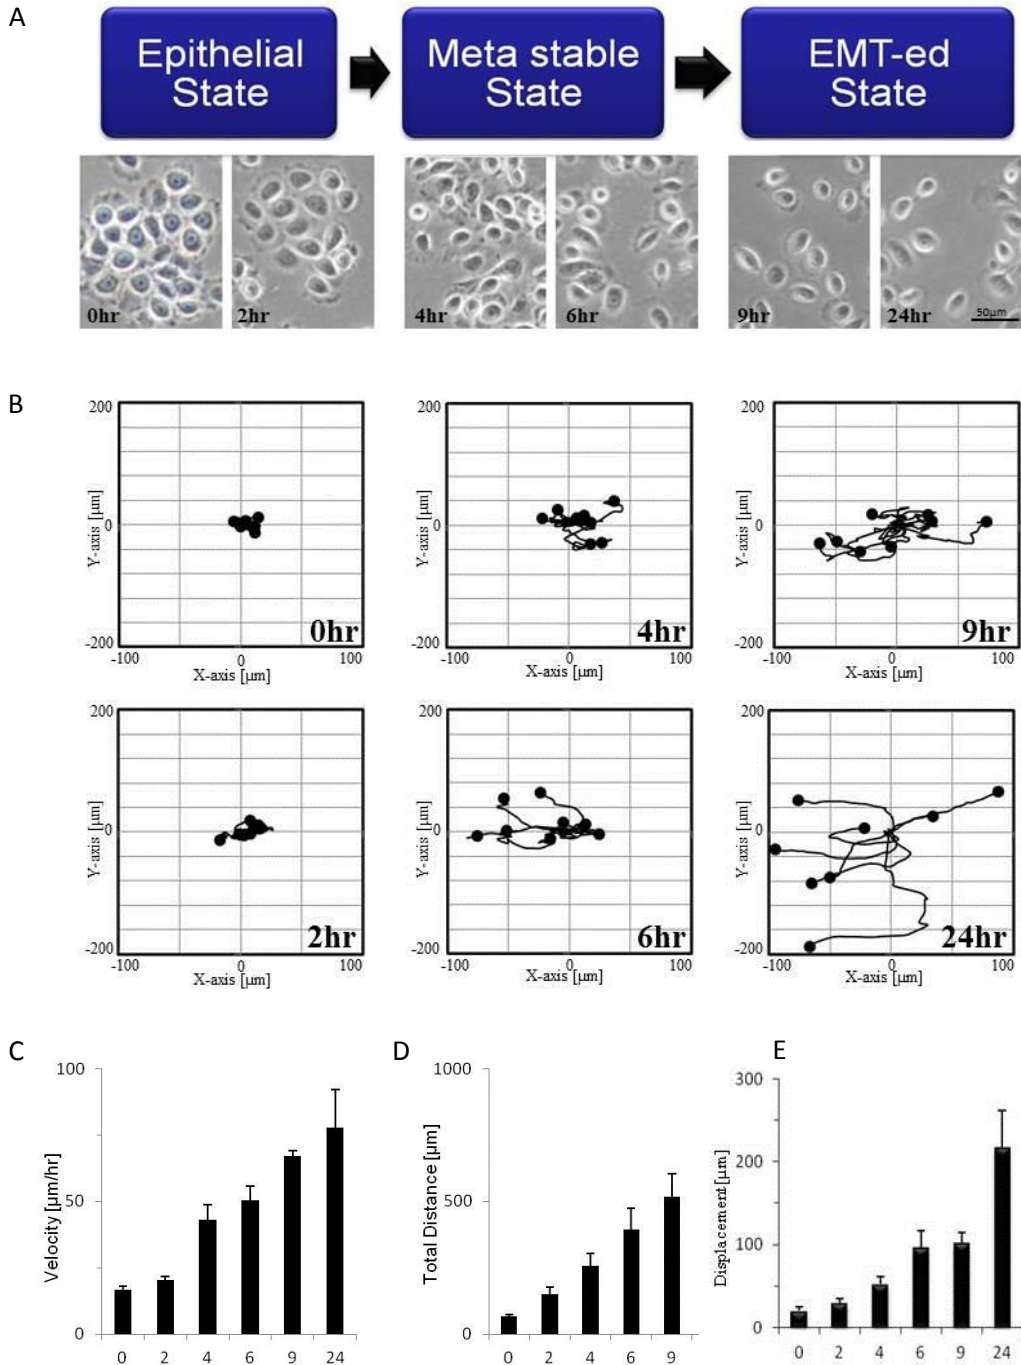 A
Epithelial
State
Meta stable
State
EMT-ed
State
0hr
2hr
4hr
6hr
9hr
24hr
50µm
B
200
0
-200
Y-axis [µm]
-100
0
100
X-axis [µm]
0hr
200
0
-200
Y-axis [µm]
-100
0
100
X-axis [µm]
4hr
200
0
-200
Y-axis [µm]
-100
0
100
X-axis [µm]
9hr
200
0
-200
Y-axis [µm]
-100
0
100
X-axis [µm]
2hr
200
0
-200
Y-axis [µm]
-100
0
100
X-axis [µm]
6hr
200
0
-200
Y-axis [µm]
-100
0
100
X-axis [µm]
24hr
C
100
50
0
Velocity [µm/hr]
0 2 4 6 9 24
D
1000
500
0
Total Distance [µm]
0 2 4 6 9
E
300
200
100
0
Displacement [µm]
0 2 4 6 9 24